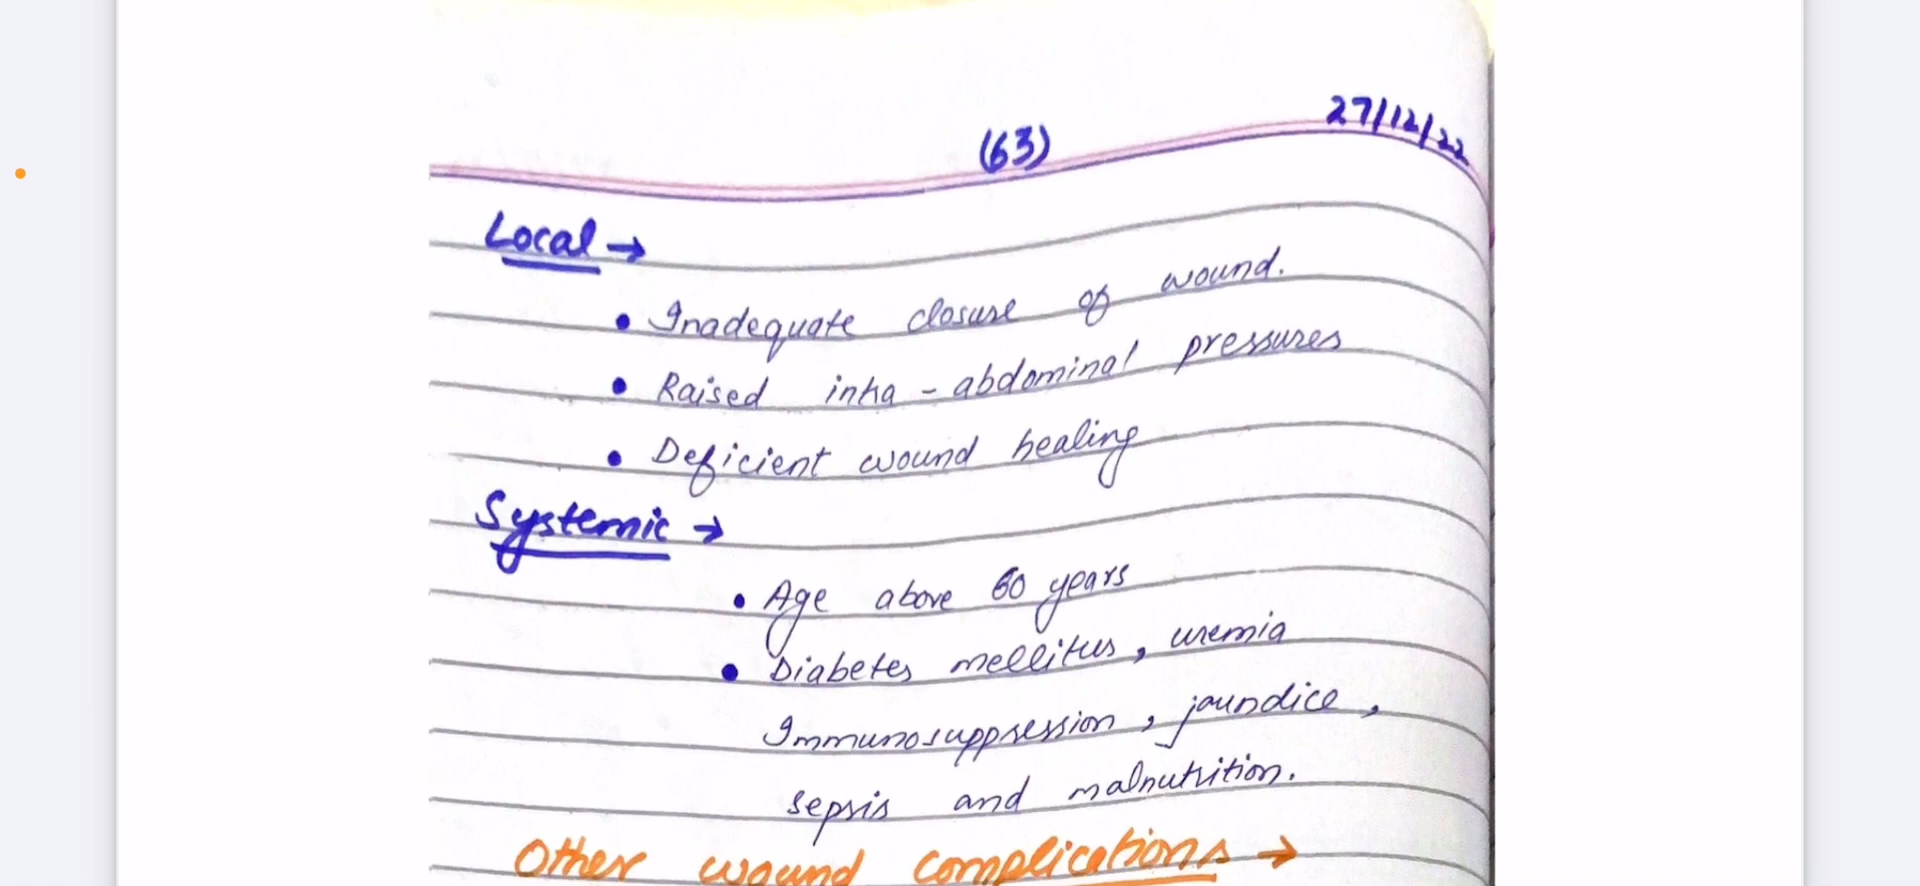 (63)
27/12/22
Local →
• Inadequate closure of wound.
• Raised intra - abdominal pressures
• Deficient wound healing
Systemic →
• Age above 60 years
• Diabetes mellitus, uremia
Immunosuppression, jaundice,
sepsis and malnutrition.
Other wound complications →